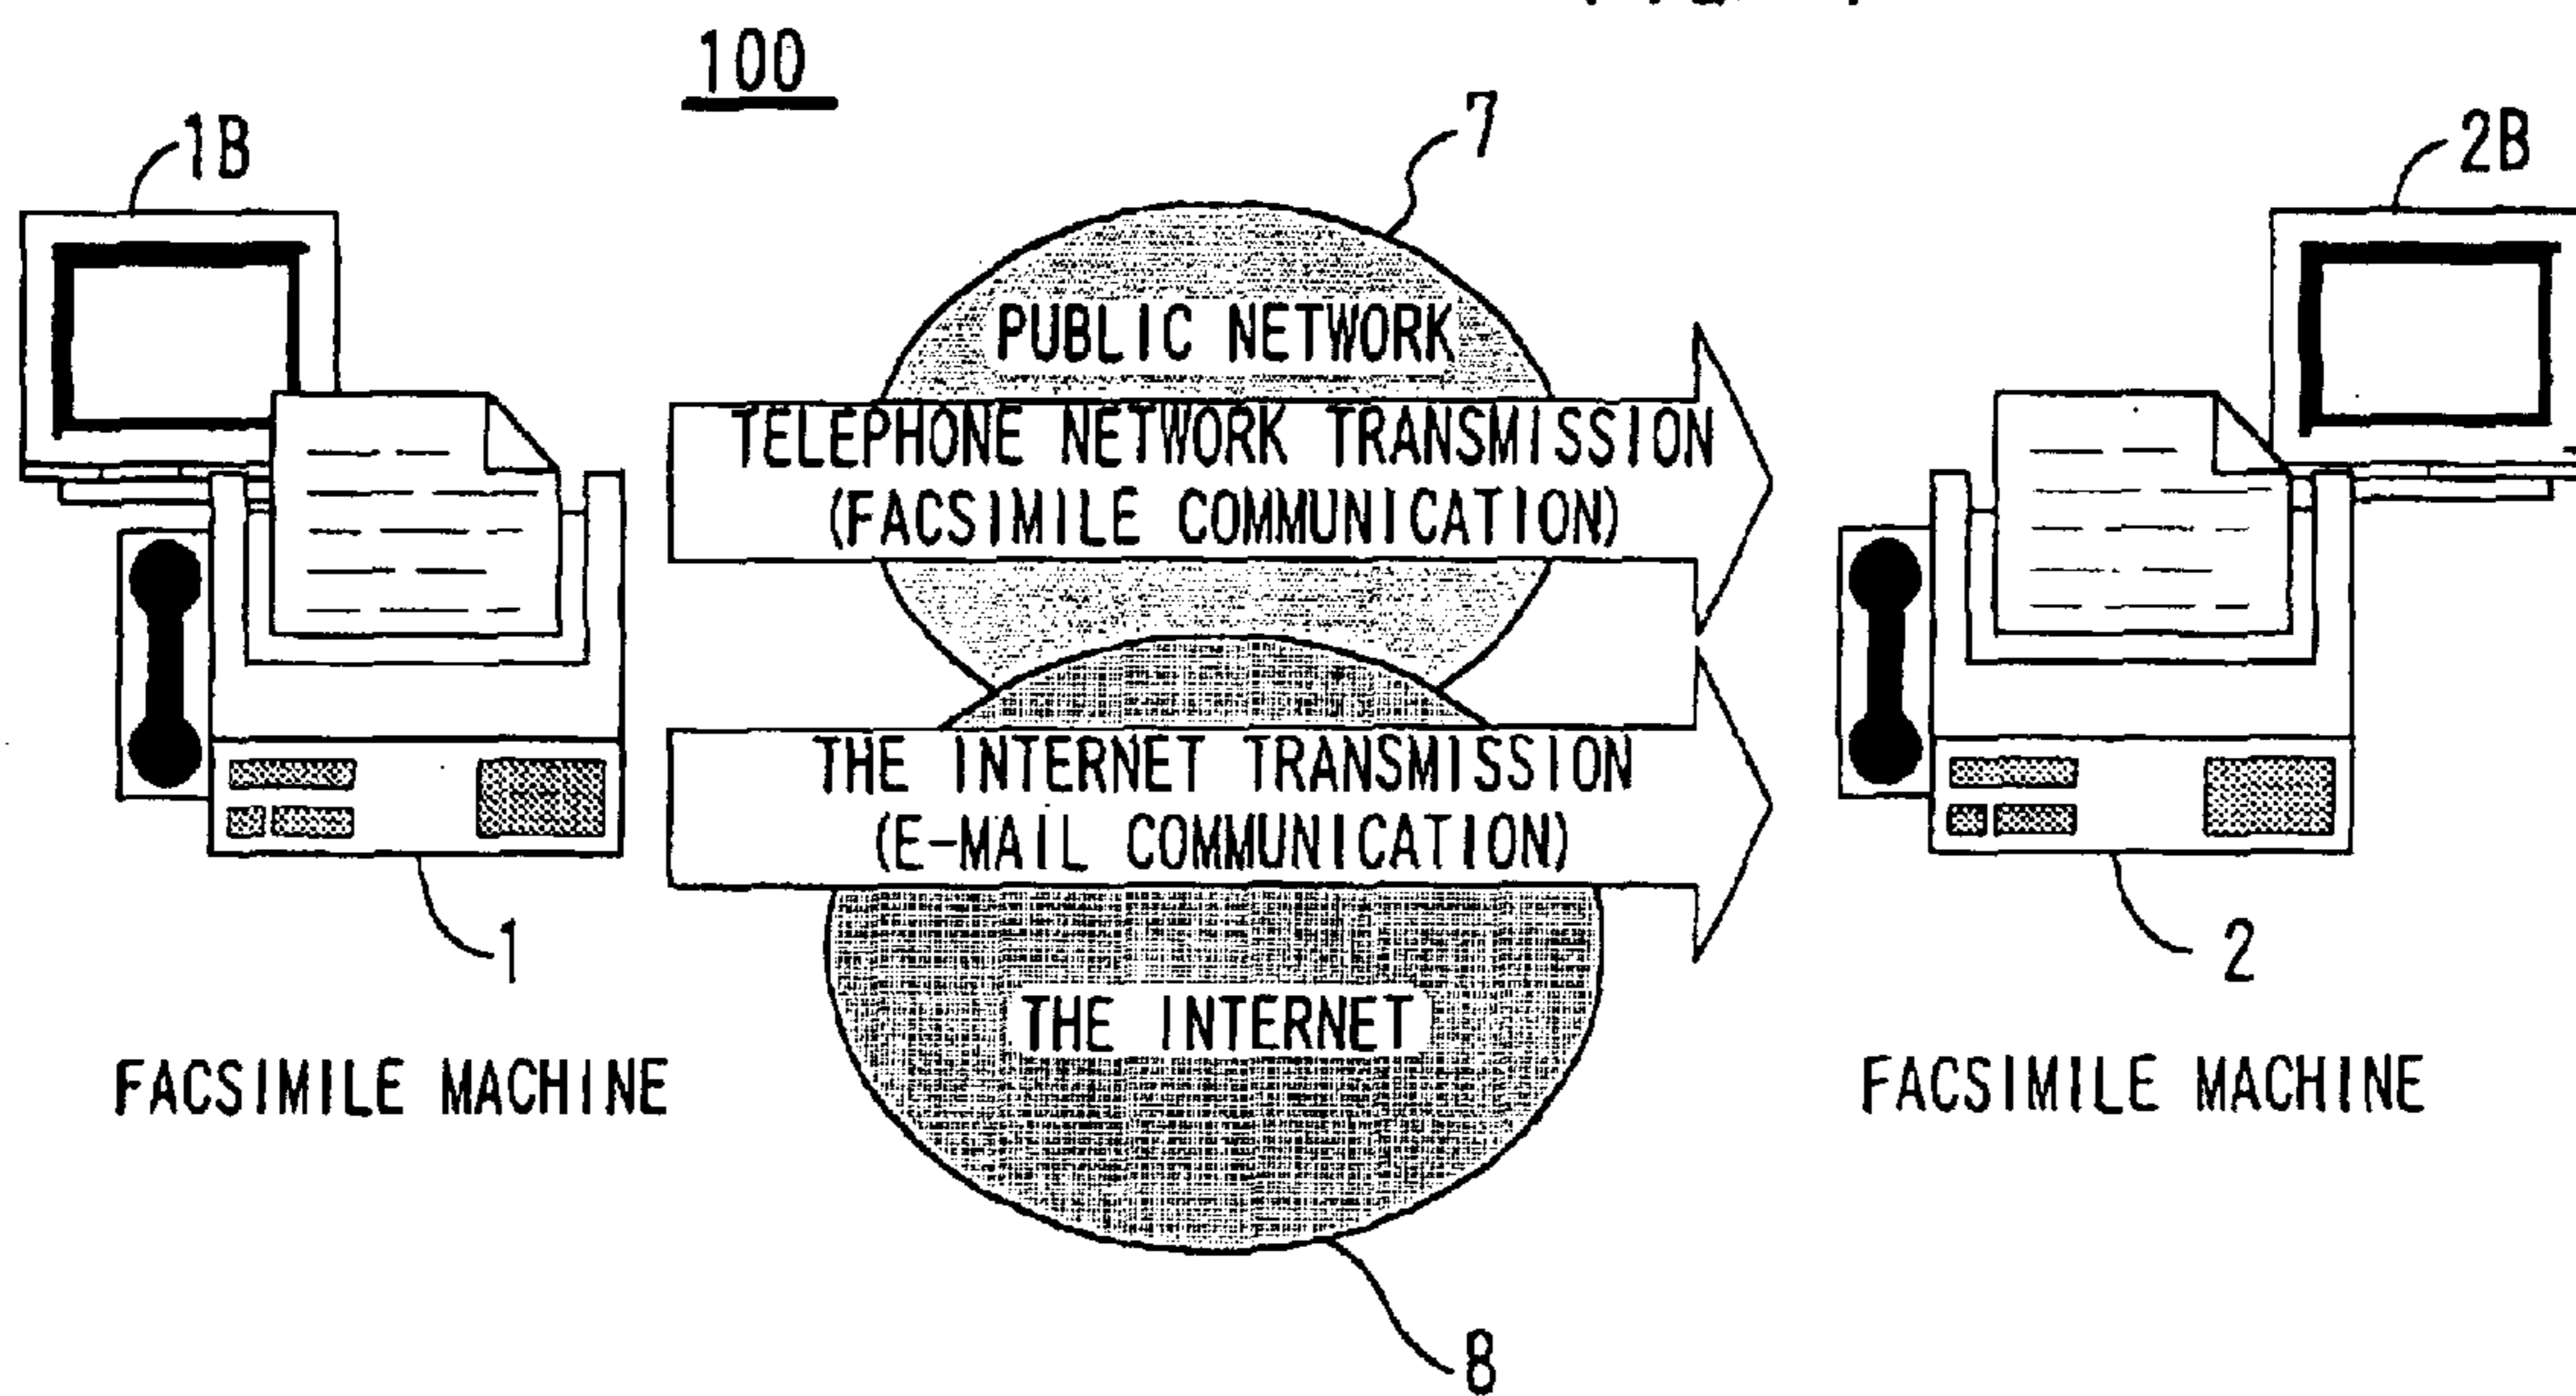 100
1B
7
2B
PUBLIC NETWORK
TELEPHONE NETWORK TRANSMISSION
(FACSIMILE COMMUNICATION)
THE INTERNET TRANSMISSION
(E-MAIL COMMUNICATION)
1
2
THE INTERNET
FACSIMILE MACHINE
FACSIMILE MACHINE
8